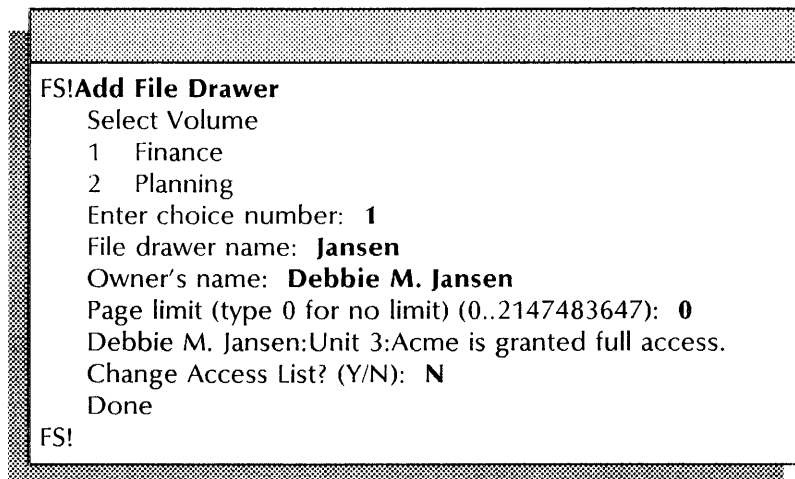 FS!Add File Drawer
Select Volume
1 Finance
2 Planning
Enter choice number: 1
File drawer name: Jansen
Owner's name: Debbie M. Jansen
Page limit (type 0 for no limit) (0..2147483647): 0
Debbie M. Jansen:Unit 3:Acme is granted full access.
Change Access List? (Y/N): N
Done
FS!